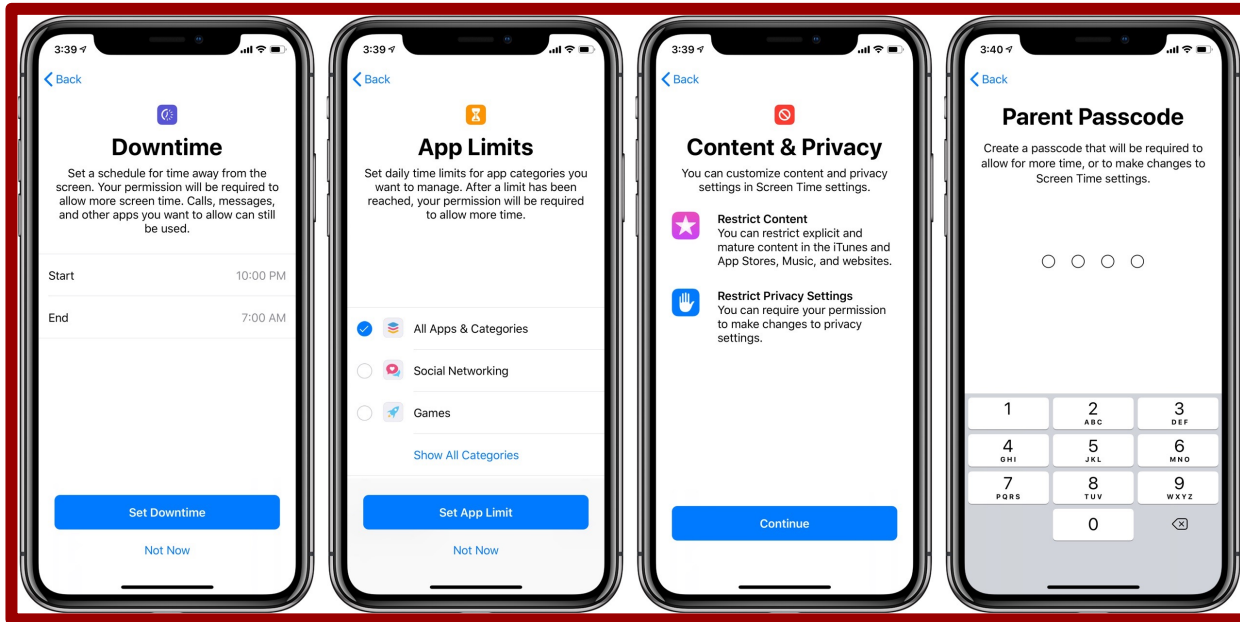 3:39
Back
Downtime
Set a schedule for time away from the
screen. Your permission will be required to
allow more screen time. Calls, messages,
and other apps you want to allow can still
be used.
Start 10:00 PM
End 7:00 AM
Set Downtime
Not Now
3:39
Back
App Limits
Set daily time limits for app categories you
want to manage. After a limit has been
reached, your permission will be required
to allow more time.
All Apps & Categories
Social Networking
Games
Show All Categories
Set App Limit
Not Now
3:39
Back
Content & Privacy
You can customize content and privacy
settings in Screen Time settings.
Restrict Content
You can restrict explicit and
mature content in the iTunes and
App Stores, Music, and websites.
Restrict Privacy Settings
You can require your permission
to make changes to privacy
settings.
Continue
3:40
Back
Parent Passcode
Create a passcode that will be required to
allow for more time, or to make changes to
Screen Time settings.
1 2 3
ABC DEF
4 5 6
GHI JKL MNO
7 8 9
PQRS TUV WXYZ
0